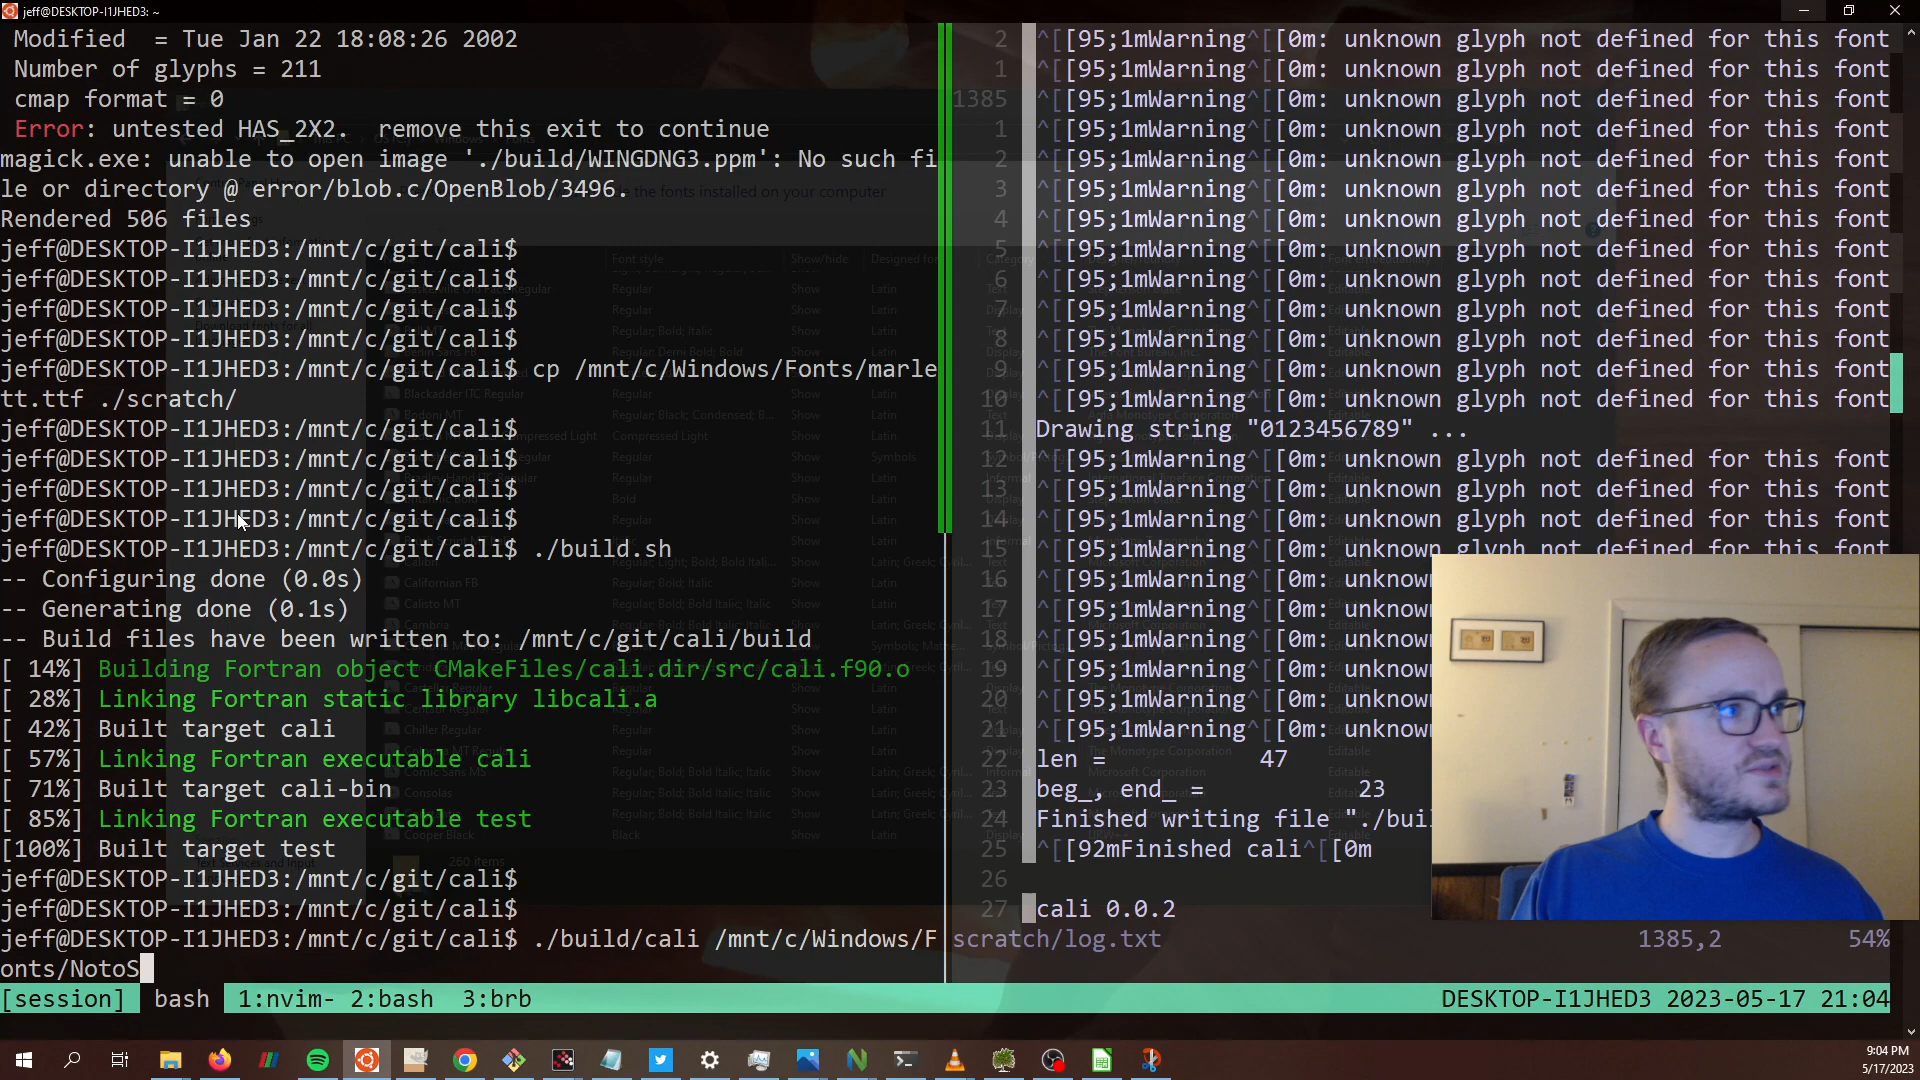 jeff@DESKTOP-I1JHED3: ~
Modified  = Tue Jan 22 18:08:26 2002
Number of glyphs = 211
cmap format = 0
Error: untested HAS_2X2.  remove this exit to continue
magick.exe: unable to open image './build/WINGDNG3.ppm': No such fi
le or directory @ error/blob.c/OpenBlob/3496.
Rendered 506 files
jeff@DESKTOP-I1JHED3:/mnt/c/git/cali$
jeff@DESKTOP-I1JHED3:/mnt/c/git/cali$
jeff@DESKTOP-I1JHED3:/mnt/c/git/cali$
jeff@DESKTOP-I1JHED3:/mnt/c/git/cali$
jeff@DESKTOP-I1JHED3:/mnt/c/git/cali$ cp /mnt/c/Windows/Fonts/marle
tt.ttf ./scratch/
jeff@DESKTOP-I1JHED3:/mnt/c/git/cali$
jeff@DESKTOP-I1JHED3:/mnt/c/git/cali$
jeff@DESKTOP-I1JHED3:/mnt/c/git/cali$
jeff@DESKTOP-I1JHED3:/mnt/c/git/cali$
jeff@DESKTOP-I1JHED3:/mnt/c/git/cali$ ./build.sh
-- Configuring done (0.0s)
-- Generating done (0.1s)
-- Build files have been written to: /mnt/c/git/cali/build
[ 14%] Building Fortran object CMakeFiles/cali.dir/src/cali.f90.o
[ 28%] Linking Fortran static library libcali.a
[ 42%] Built target cali
[ 57%] Linking Fortran executable cali
[ 71%] Built target cali-bin
[ 85%] Linking Fortran executable test
[100%] Built target test
jeff@DESKTOP-I1JHED3:/mnt/c/git/cali$
jeff@DESKTOP-I1JHED3:/mnt/c/git/cali$
jeff@DESKTOP-I1JHED3:/mnt/c/git/cali$ ./build/cali /mnt/c/Windows/F
onts/NotoS
2 ^[[95;1mWarning^[[0m: unknown glyph not defined for this font
1 ^[[95;1mWarning^[[0m: unknown glyph not defined for this font
1385 ^[[95;1mWarning^[[0m: unknown glyph not defined for this font
1 ^[[95;1mWarning^[[0m: unknown glyph not defined for this font
2 ^[[95;1mWarning^[[0m: unknown glyph not defined for this font
3 ^[[95;1mWarning^[[0m: unknown glyph not defined for this font
4 ^[[95;1mWarning^[[0m: unknown glyph not defined for this font
5 ^[[95;1mWarning^[[0m: unknown glyph not defined for this font
6 ^[[95;1mWarning^[[0m: unknown glyph not defined for this font
7 ^[[95;1mWarning^[[0m: unknown glyph not defined for this font
8 ^[[95;1mWarning^[[0m: unknown glyph not defined for this font
9 ^[[95;1mWarning^[[0m: unknown glyph not defined for this font
10 ^[[95;1mWarning^[[0m: unknown glyph not defined for this font
11 Drawing string "0123456789" ...
12 ^[[95;1mWarning^[[0m: unknown glyph not defined for this font
13 ^[[95;1mWarning^[[0m: unknown glyph not defined for this font
14 ^[[95;1mWarning^[[0m: unknown glyph not defined for this font
15 ^[[95;1mWarning^[[0m: unknown glyph not defined for this font
16 ^[[95;1mWarning^[[0m: unknow
17 ^[[95;1mWarning^[[0m: unknow
18 ^[[95;1mWarning^[[0m: unknow
19 ^[[95;1mWarning^[[0m: unknow
20 ^[[95;1mWarning^[[0m: unknow
21 ^[[95;1mWarning^[[0m: unknow
22 len =           47
23 beg_, end_ =           23
24 Finished writing file "./bui
25 ^[[92mFinished cali^[[0m
26
27 cali 0.0.2
scratch/log.txt 1385,2 54%
[session] bash 1:nvim- 2:bash  3:brb DESKTOP-I1JHED3 2023-05-17 21:04
9:04 PM
5/17/2023